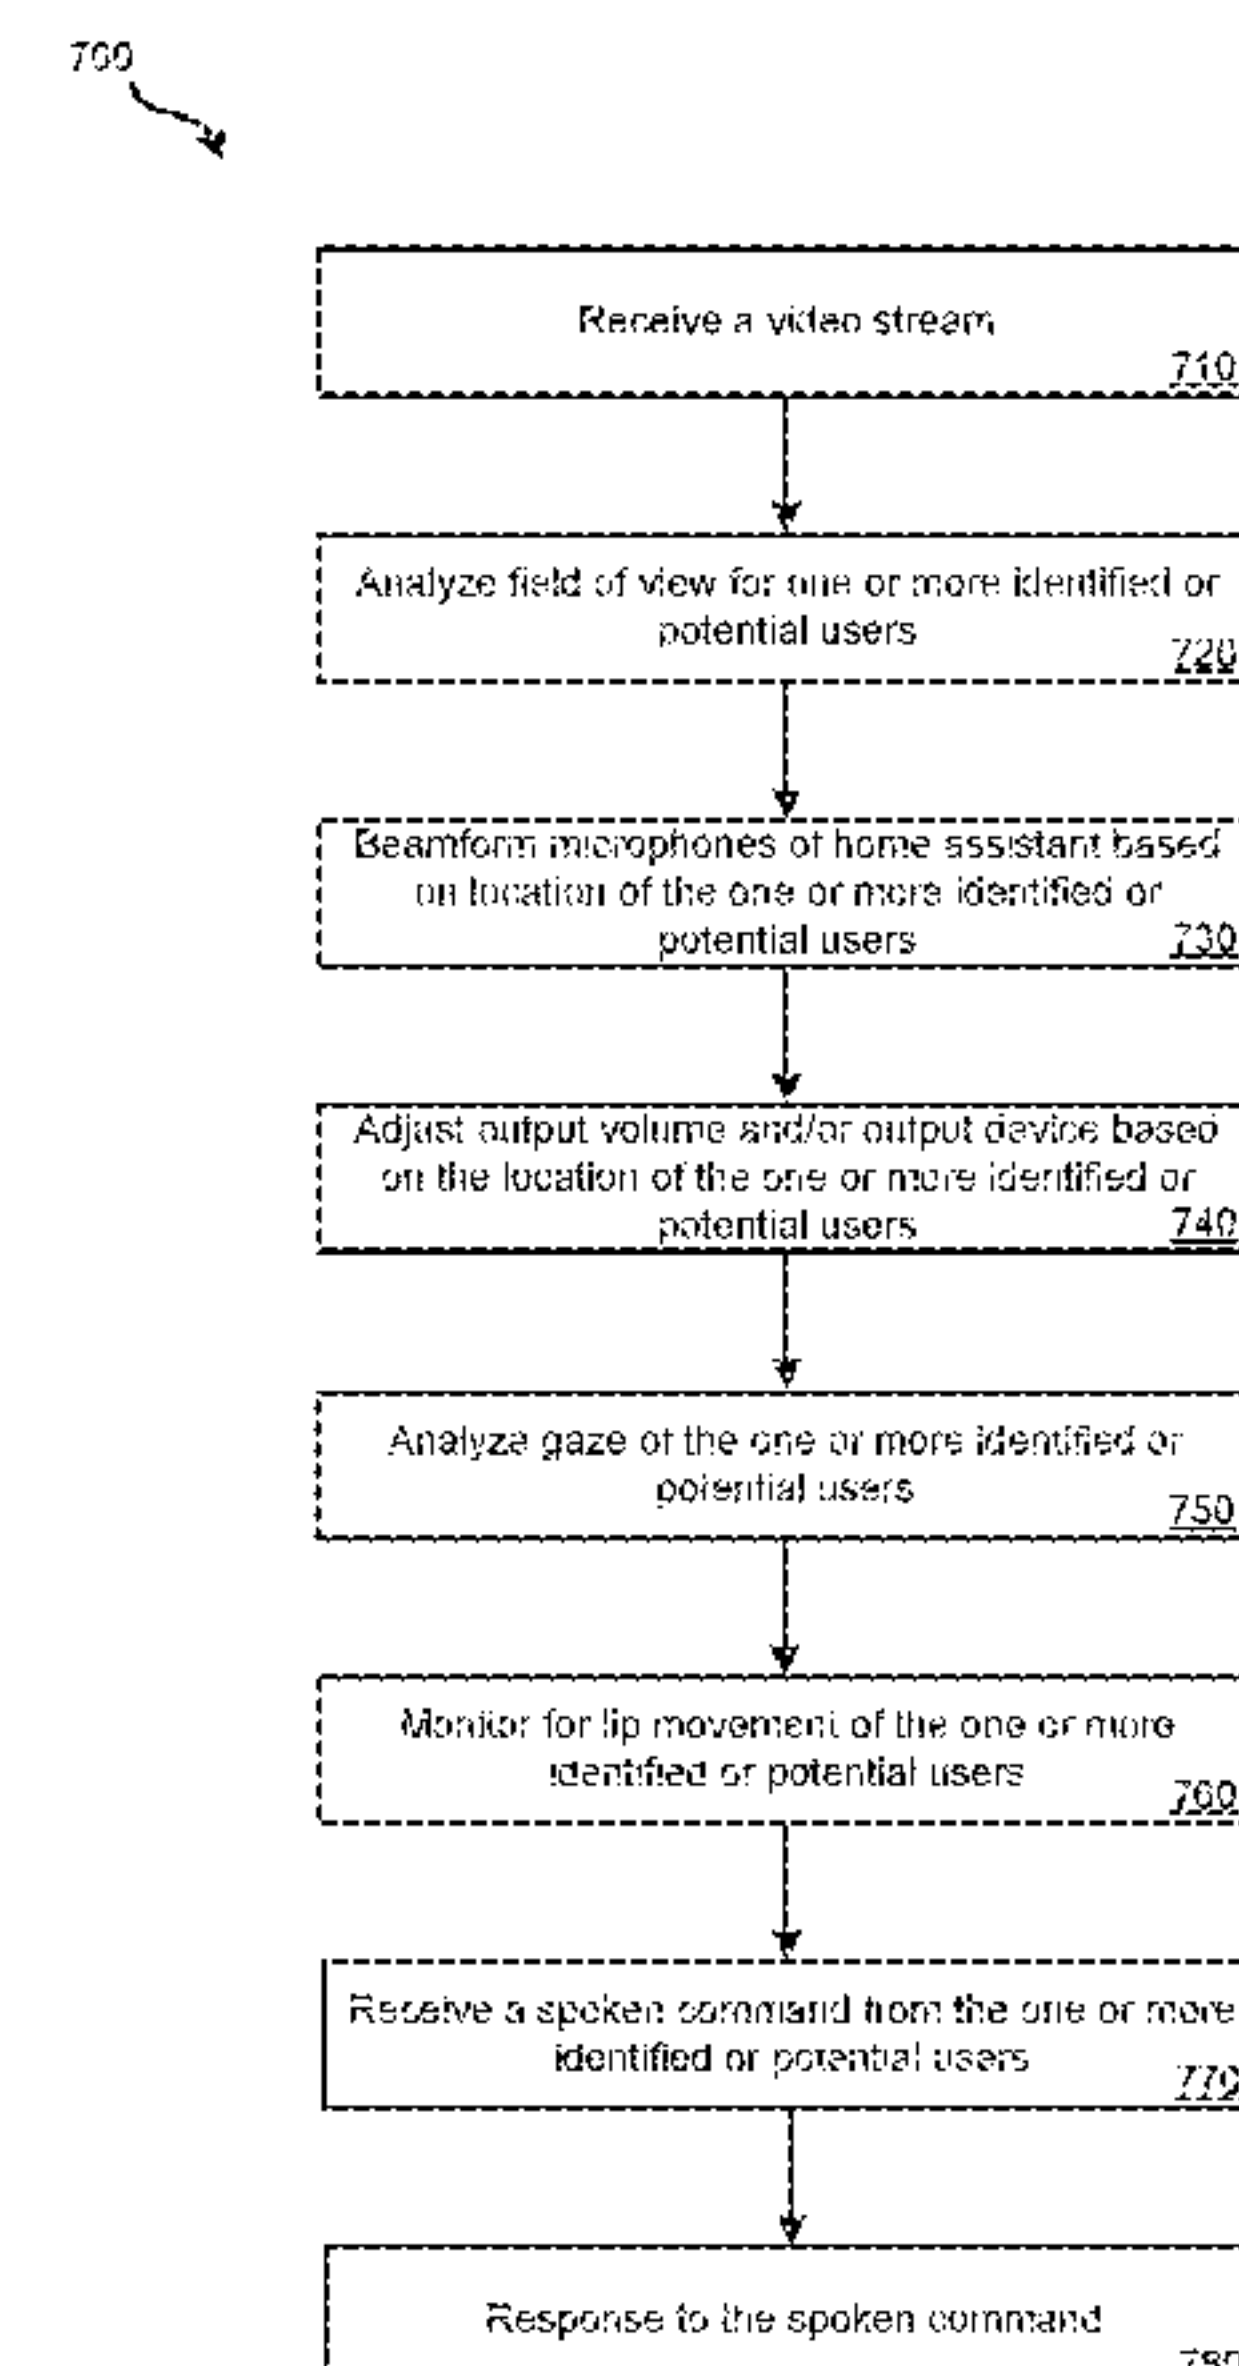 700
Receive a video stream
710
Analyze field of view for one or more identified or
potential users
720
Beamform microphones of home assistant based
on location of the one or more identified or
potential users
730
Adjust output volume and/or output device based
on the location of the one or more identified or
potential users
740
Analyze gaze of the one or more identified or
potential users
750
Monitor for lip movement of the one or more
identified or potential users
760
Receive a spoken command from the one or more
identified or potential users
770
Response to the spoken command
780